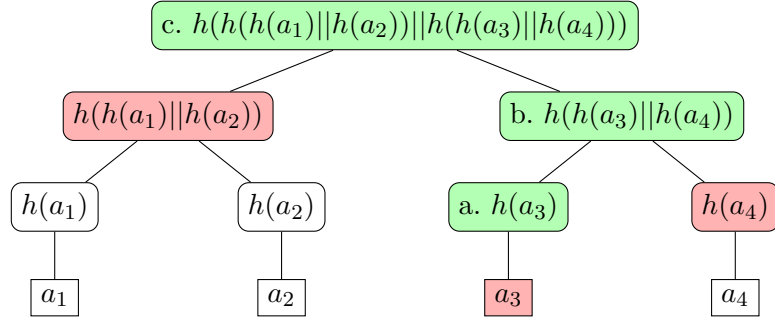 c. h(h(h(a₁)||h(a₂))||h(h(a₃)||h(a₄)))
h(h(a₁)||h(a₂))
b. h(h(a₃)||h(a₄))
h(a₁)
h(a₂)
a. h(a₃)
h(a₄)
a₁
a₂
a₃
a₄